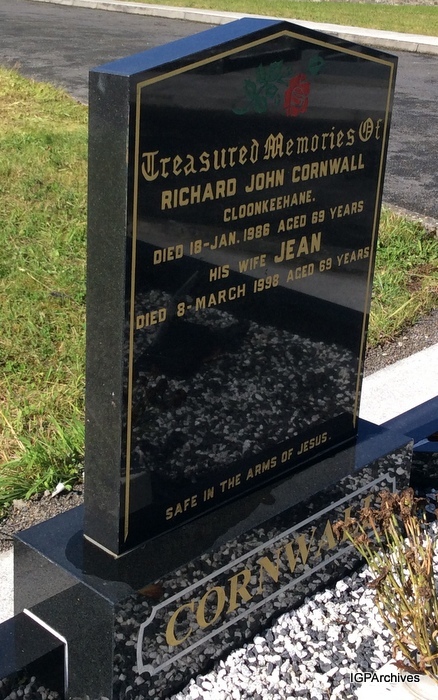 Treasured Memories Of
RICHARD JOHN CORNWALL
CLOONKEEHANE.
DIED 18-JAN. 1986 AGED 69 YEARS
HIS WIFE JEAN
DIED 8-MARCH 1998 AGED 69 YEARS
SAFE IN THE ARMS OF JESUS.
CORNWALL
IGPArchives